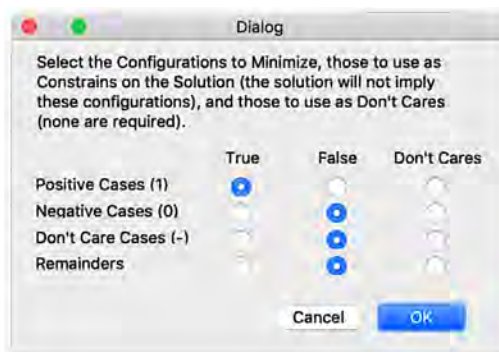 Dialog
Select the Configurations to Minimize, those to use as
Constrains on the Solution (the solution will not imply
these configurations), and those to use as Don't Cares
(none are required).
True False Don't Cares
Positive Cases (1)
Negative Cases (0)
Don't Care Cases (-)
Remainders
Cancel OK